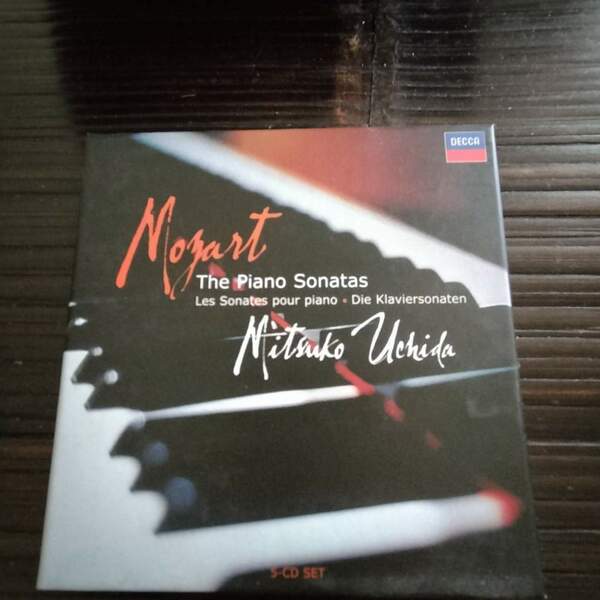 DECCA
Mozart
The Piano Sonatas
Les Sonates pour piano • Die Klaviersonaten
Mitsuko Uchida
5-CD SET